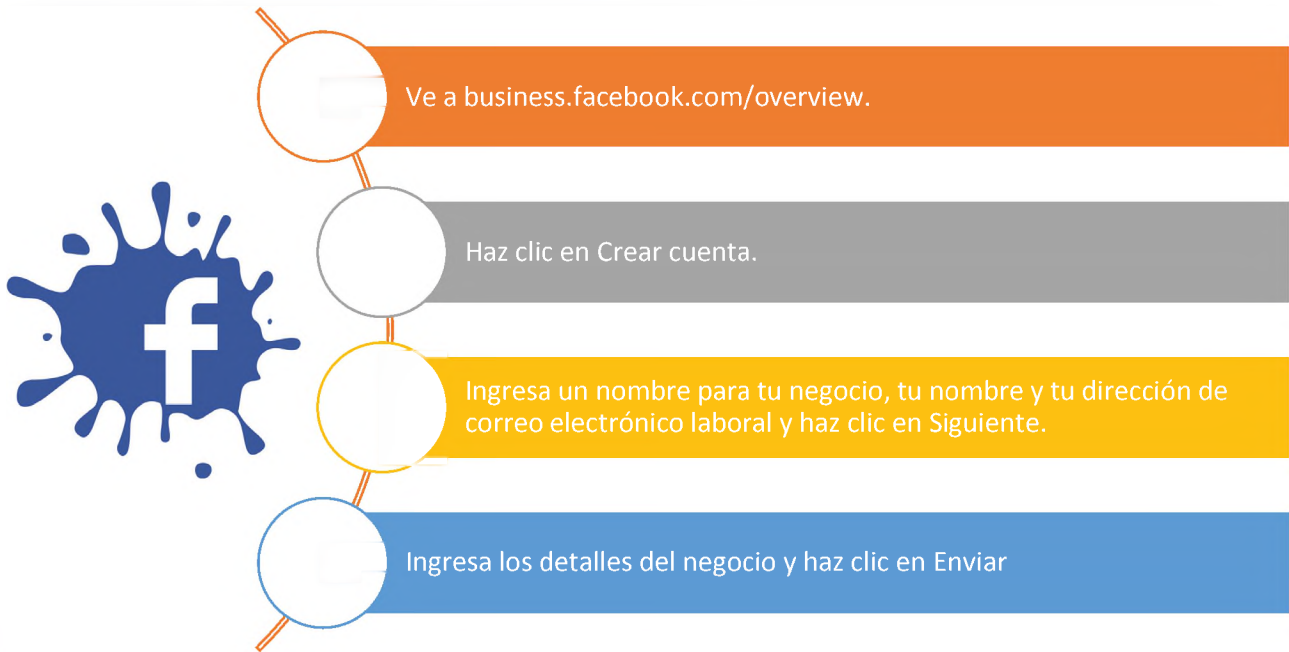 Ve a business.facebook.com/overview.
Haz clic en Crear cuenta.
Ingresa un nombre para tu negocio, tu nombre y tu dirección de
correo electrónico laboral y haz clic en Siguiente.
Ingresa los detalles del negocio y haz clic en Enviar
f